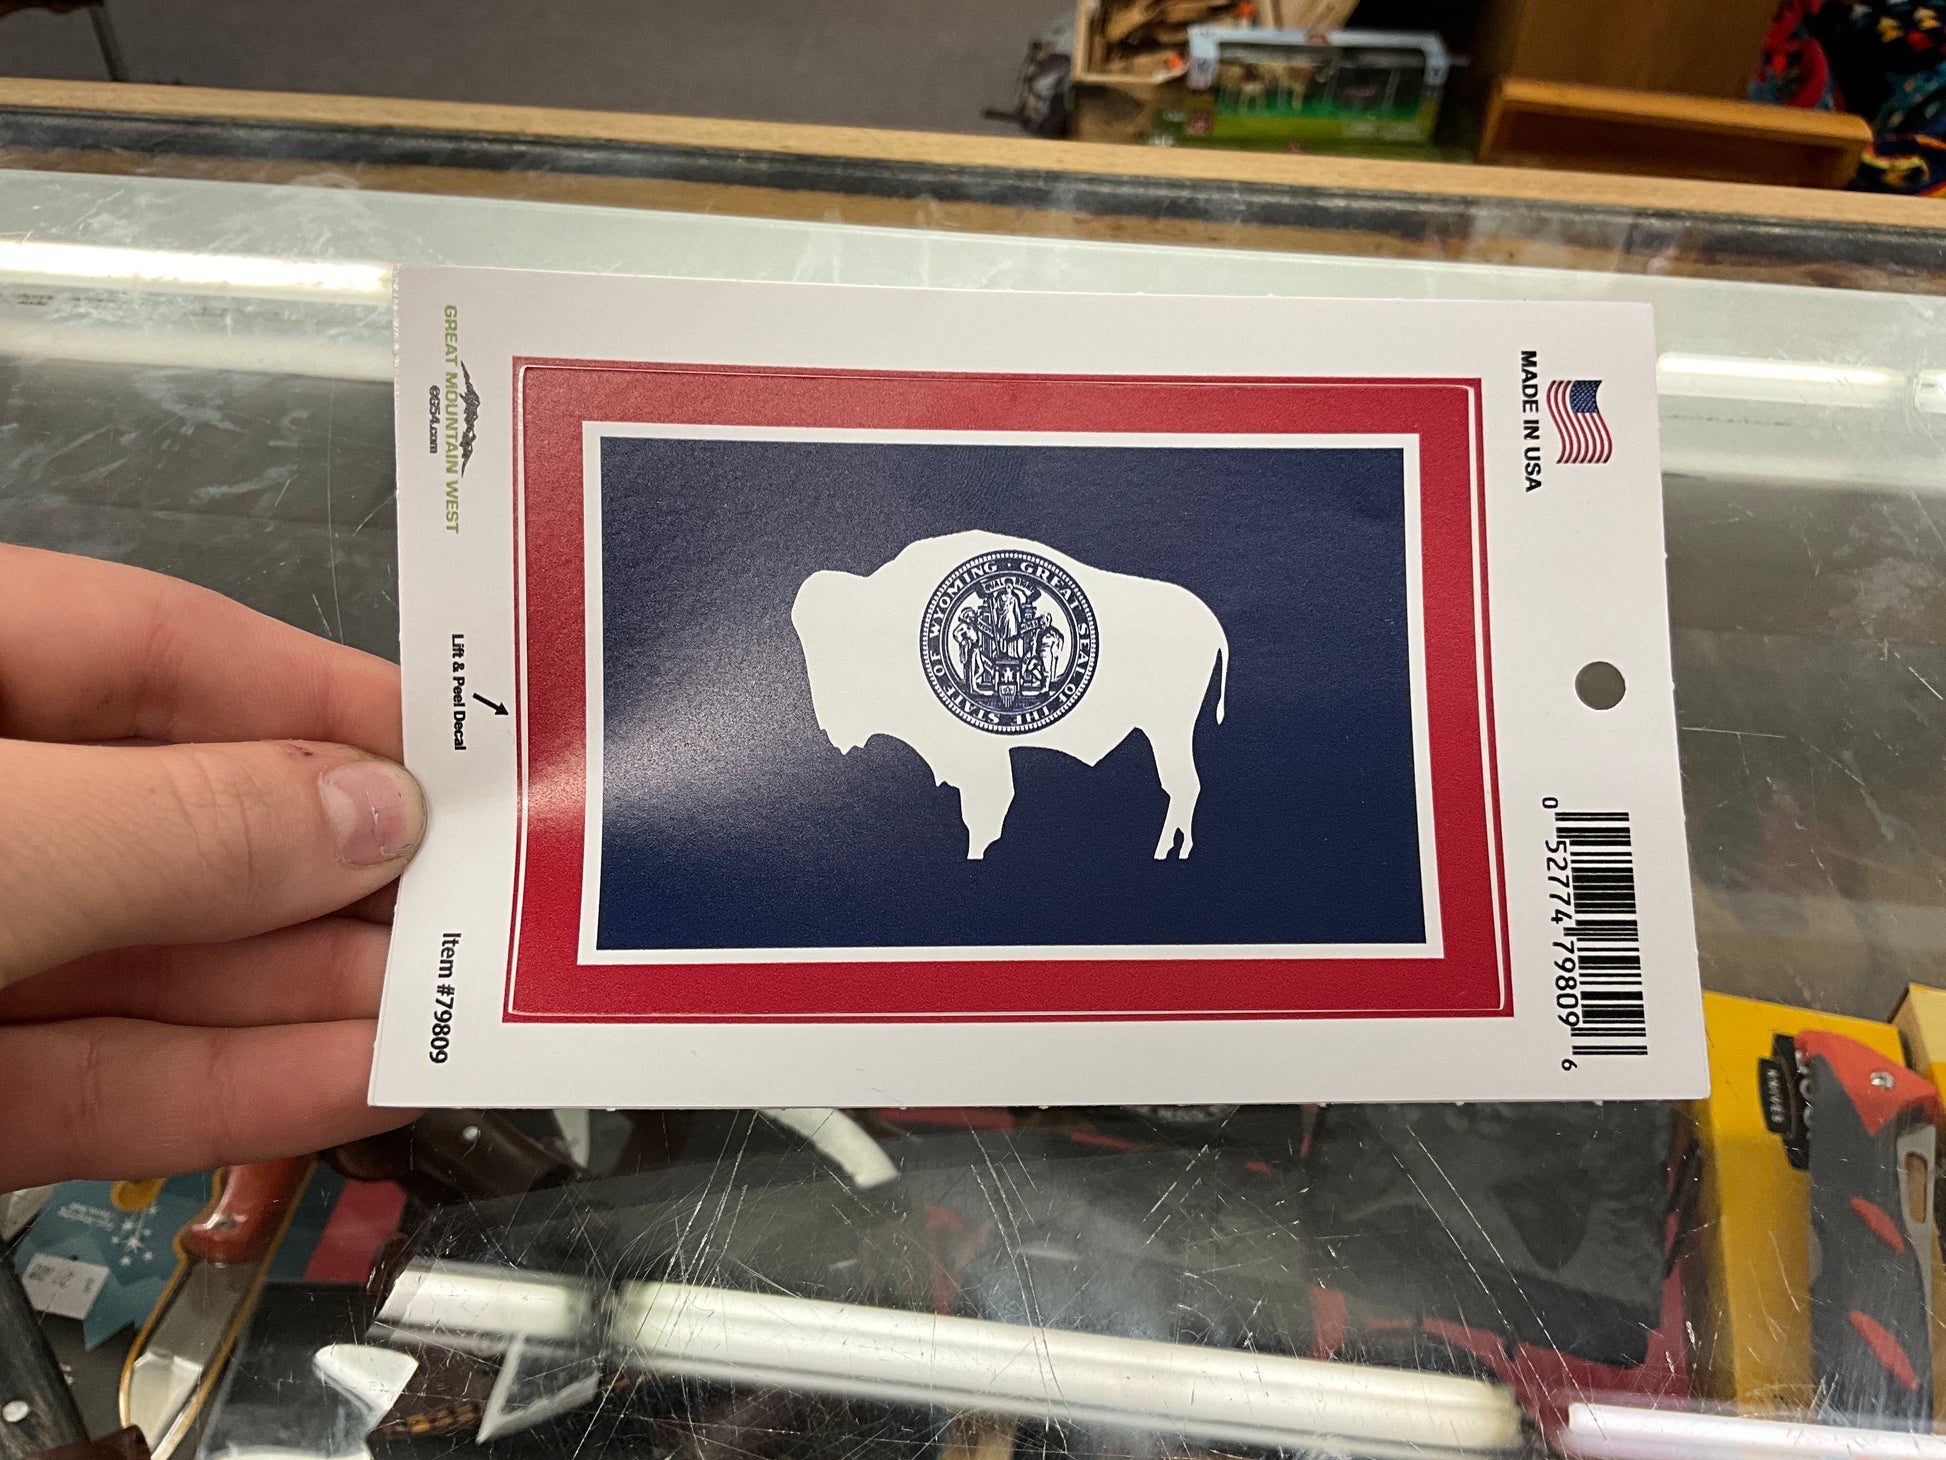 MADE IN USA
0 52774 79809 6
GREAT SEAL OF THE STATE OF WYOMING
GREAT MOUNTAIN WEST
Lift & Peel Decal
Item #79809
KNIVES